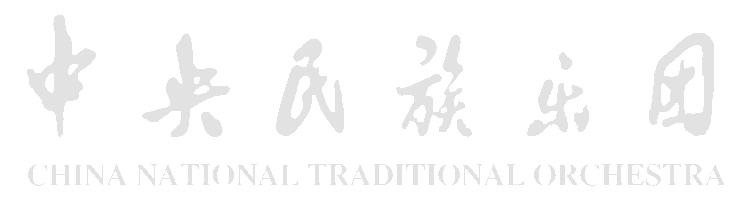 中央民族乐团
CHINA NATIONAL TRADITIONAL ORCHESTRA